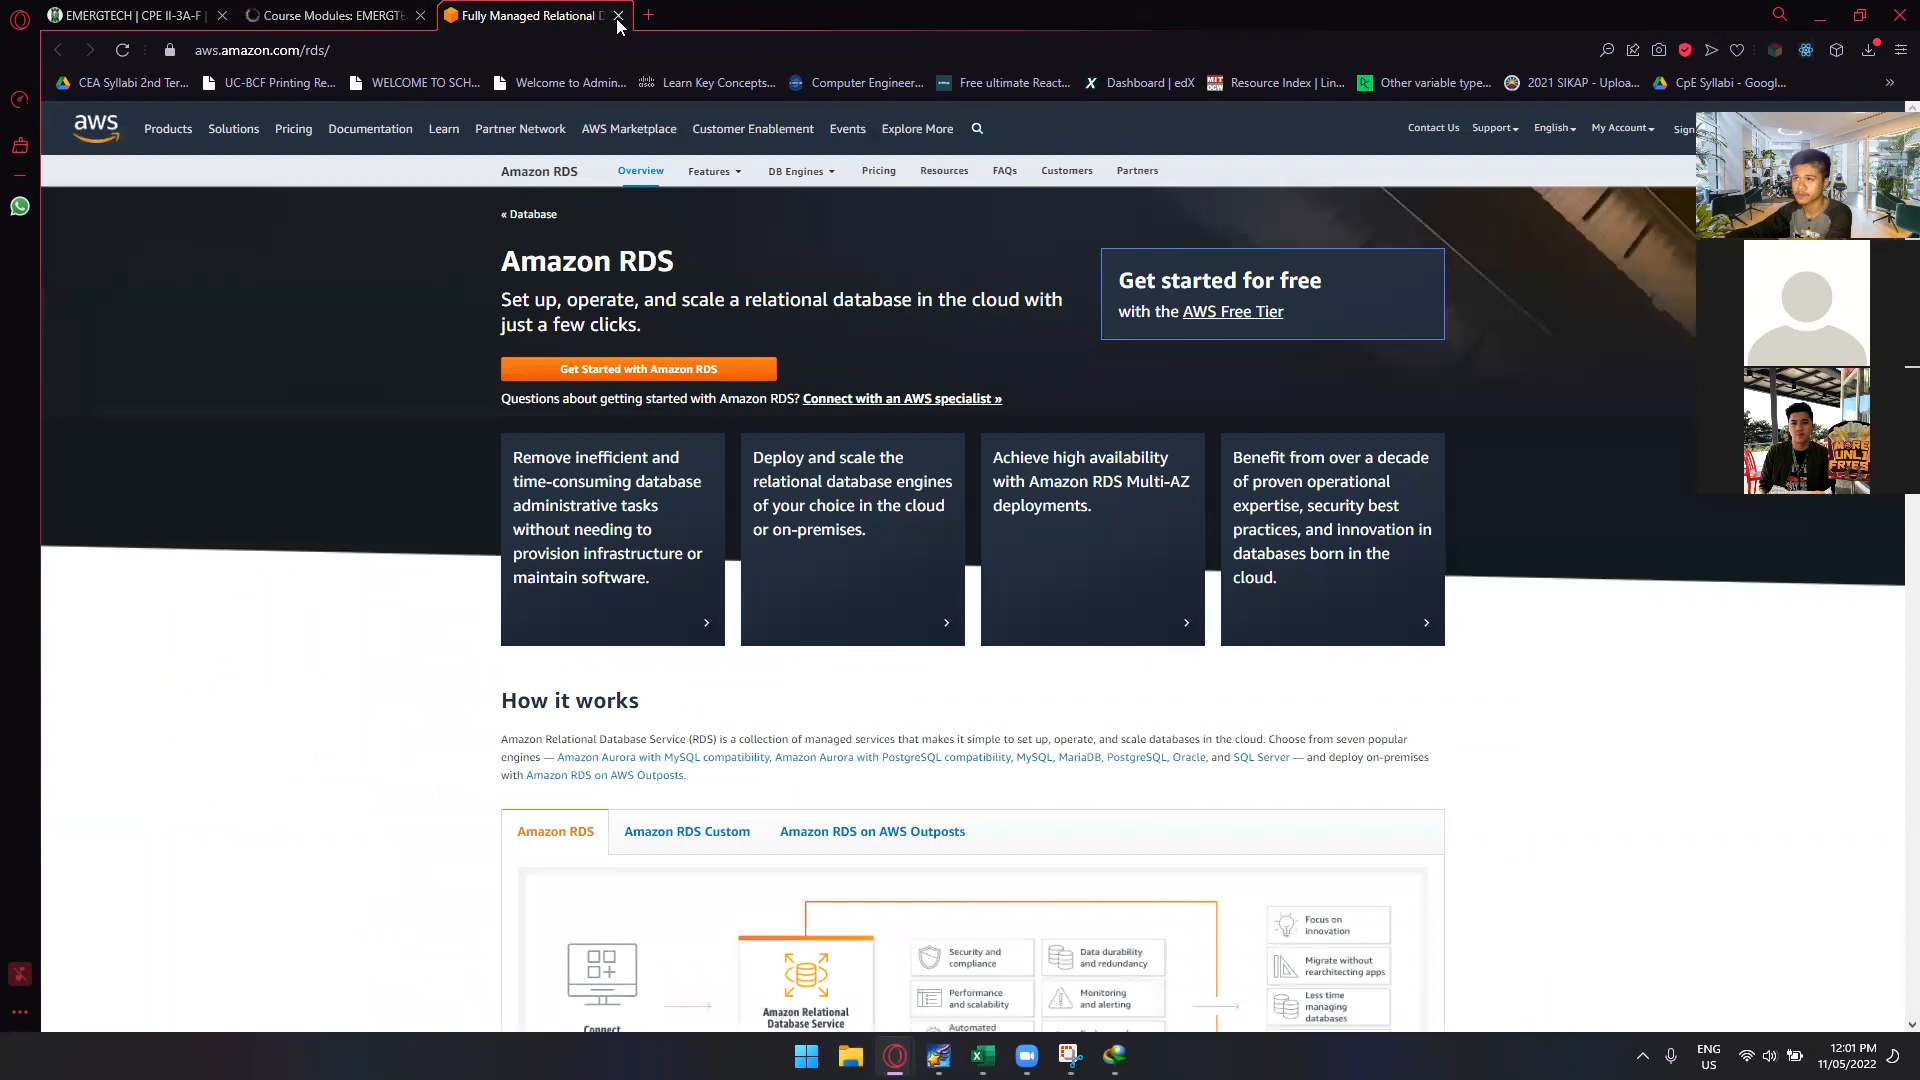 EMERGTECH | CPE II-3A-F |
Course Modules: EMERGTE
Fully Managed Relational D
aws.amazon.com/rds/
CEA Syllabi 2nd Ter...
UC-BCF Printing Re...
WELCOME TO SCH...
Welcome to Admin...
Learn Key Concepts...
Computer Engineer...
Free ultimate React...
Dashboard | edX
Resource Index | Lin...
Other variable type...
2021 SIKAP - Uploa...
CpE Syllabi - Googl...
aws
Products
Solutions
Pricing
Documentation
Learn
Partner Network
AWS Marketplace
Customer Enablement
Events
Explore More
Contact Us
Support
English
My Account
Sign
Amazon RDS
Overview
Features
DB Engines
Pricing
Resources
FAQs
Customers
Partners
« Database
Amazon RDS
Set up, operate, and scale a relational database in the cloud with
just a few clicks.
Get Started with Amazon RDS
Questions about getting started with Amazon RDS? Connect with an AWS specialist »
Get started for free
with the AWS Free Tier
MORE
UNLI
FRIES
Remove inefficient and
time-consuming database
administrative tasks
without needing to
provision infrastructure or
maintain software.
Deploy and scale the
relational database engines
of your choice in the cloud
or on-premises.
Achieve high availability
with Amazon RDS Multi-AZ
deployments.
Benefit from over a decade
of proven operational
expertise, security best
practices, and innovation in
databases born in the
cloud.
How it works
Amazon Relational Database Service (RDS) is a collection of managed services that makes it simple to set up, operate, and scale databases in the cloud. Choose from seven popular
engines — Amazon Aurora with MySQL compatibility, Amazon Aurora with PostgreSQL compatibility, MySQL, MariaDB, PostgreSQL, Oracle, and SQL Server — and deploy on-premises
with Amazon RDS on AWS Outposts.
Amazon RDS
Amazon RDS Custom
Amazon RDS on AWS Outposts
Connect
Amazon Relational
Database Service
Security and
compliance
Data durability
and redundancy
Performance
and scalability
Monitoring
and alerting
Automated
Focus on
innovation
Migrate without
rearchitecting apps
Less time
managing
databases
ENG
US
12:01 PM
11/05/2022